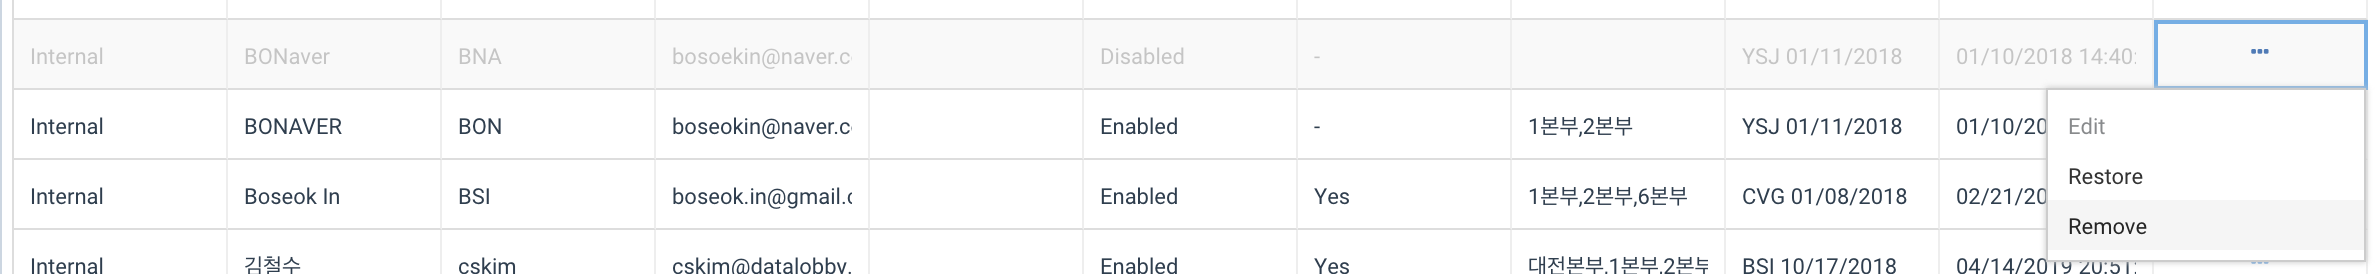 Internal BONaver BNA bosoekin@naver.c Disabled - YSJ 01/11/2018 01/10/2018 14:40: ...
Internal BONAVER BON boseokin@naver.c Enabled - 1본부,2본부 YSJ 01/11/2018 01/10/20 Edit
Restore
Internal Boseok In BSI boseok.in@gmail.c Enabled Yes 1본부,2본부,6본부 CVG 01/08/2018 02/21/20
Remove
Internal 김철수 cskim cskim@datalobby. Enabled Yes 대전본부,1본부,2본부 BSI 10/17/2018 04/14/2019 20:51: ...